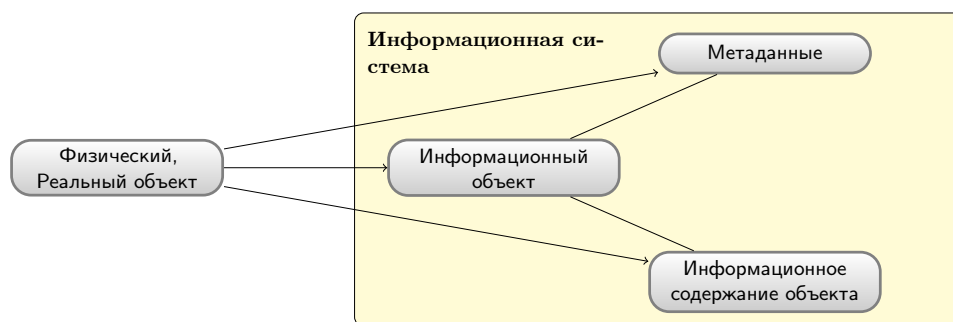 Информационная си-
стема
Метаданные
Физический,
Реальный объект
Информационный
объект
Информационное
содержание объекта